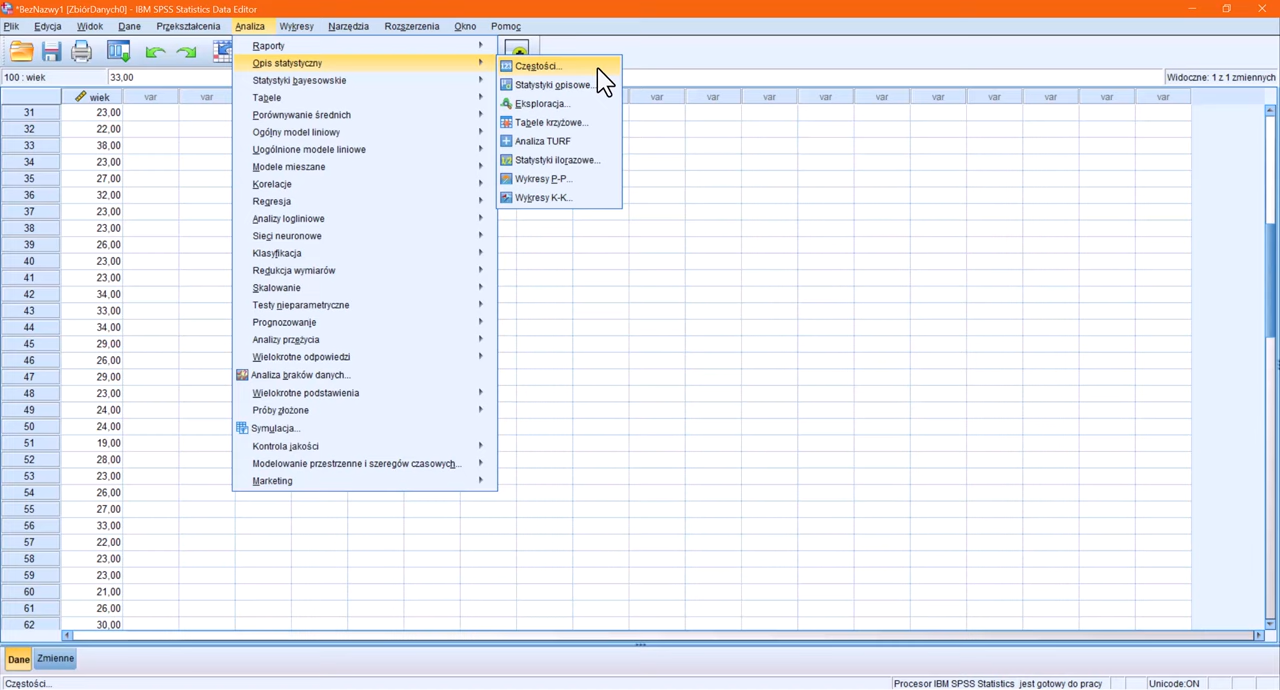 *BezNazwy1 [ZbiórDanych0] - IBM SPSS Statistics Data Editor
Plik Edycja Widok Dane Przekształcenia Analiza Wykresy Narzędzia Rozszerzenia Okno Pomoc
100 : wiek 33,00 Widoczne: 1 z 1 zmiennych
wiek var var var var var var var var var var var var
31 23,00
32 22,00
33 38,00
34 23,00
35 27,00
36 32,00
37 23,00
38 23,00
39 26,00
40 23,00
41 23,00
42 34,00
43 33,00
44 34,00
45 29,00
46 26,00
47 29,00
48 23,00
49 24,00
50 24,00
51 19,00
52 28,00
53 23,00
54 26,00
55 27,00
56 33,00
57 22,00
58 23,00
59 23,00
60 21,00
61 26,00
62 30,00
Raporty
Opis statystyczny
Statystyki bayesowskie
Tabele
Porównywanie średnich
Ogólny model liniowy
Uogólnione modele liniowe
Modele mieszane
Korelacje
Regresja
Analizy logliniowe
Sieci neuronowe
Klasyfikacja
Redukcja wymiarów
Skalowanie
Testy nieparametryczne
Prognozowanie
Analizy przeżycia
Wielokrotne odpowiedzi
Analiza braków danych...
Wielokrotne podstawienia
Próby złożone
Symulacja...
Kontrola jakości
Modelowanie przestrzenne i szeregów czasowych...
Marketing
Częstości...
Statystyki opisowe...
Eksploracja...
Tabele krzyżowe...
Analiza TURF
Statystyki ilorazowe...
Wykresy P-P...
Wykresy K-K...
Dane Zmienne
Częstości... Procesor IBM SPSS Statistics jest gotowy do pracy Unicode:ON